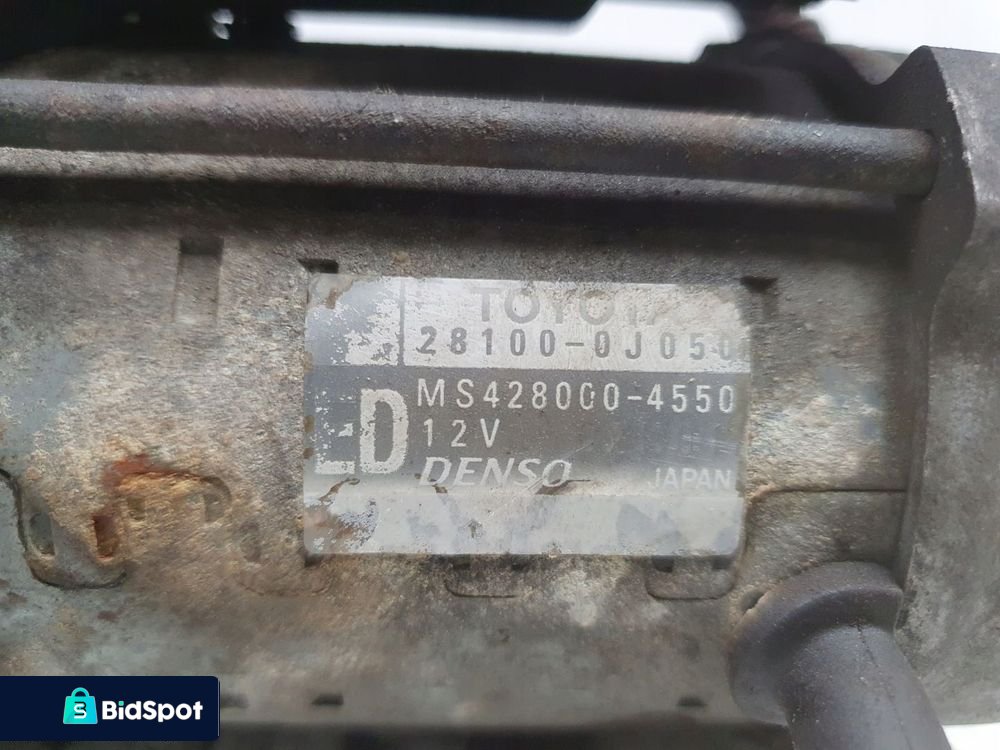 TOYOTA
28100-0J050
MS428000-4550
12V
ED
DENSO
JAPAN
BidSpot